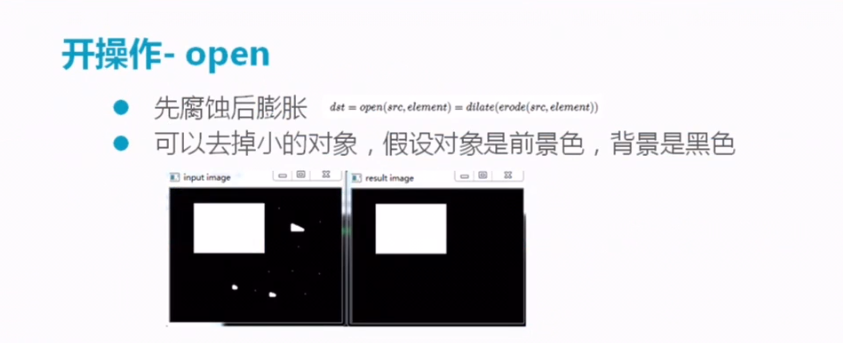 开操作- open
● 先腐蚀后膨胀 dst = open(src, element) = dilate(erode(src, element))
● 可以去掉小的对象，假设对象是前景色，背景是黑色
input image result image